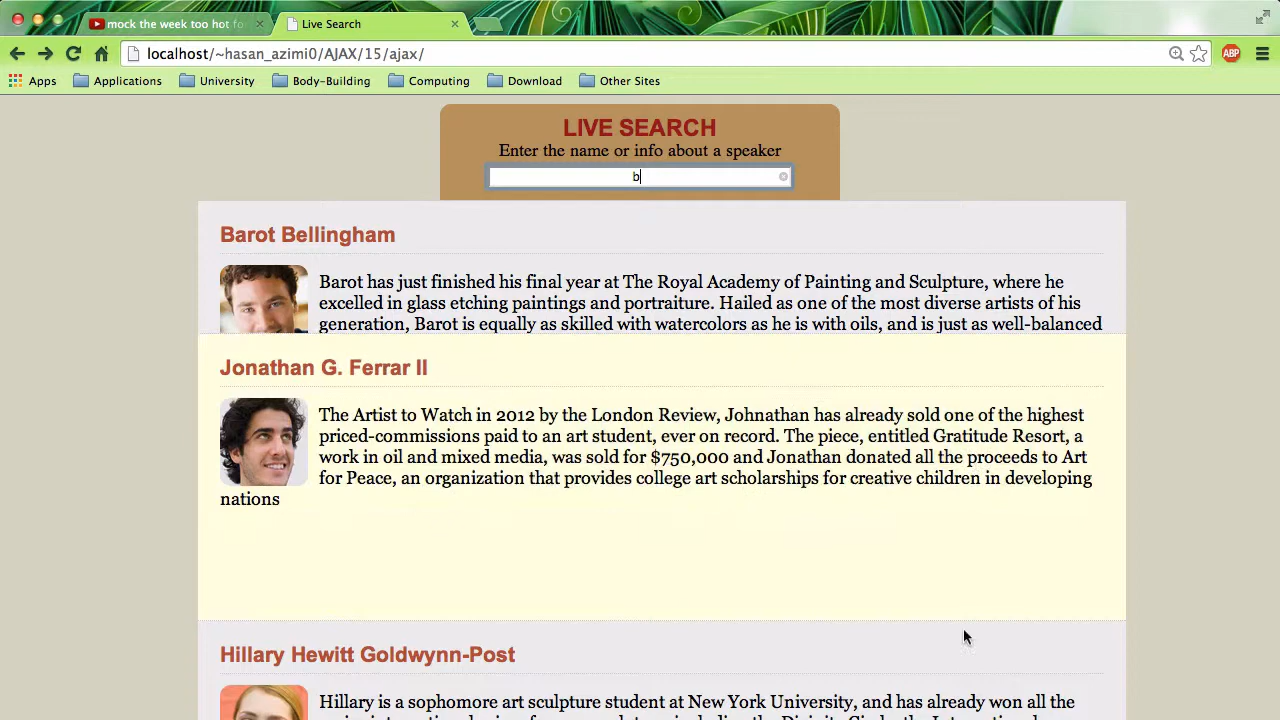 mock the week too hot fo
Live Search
localhost/~hasan_azimi0/AJAX/15/ajax/
ABP
Apps Applications University Body-Building Computing Download Other Sites
LIVE SEARCH
Enter the name or info about a speaker
b
Barot Bellingham
Barot has just finished his final year at The Royal Academy of Painting and Sculpture, where he
excelled in glass etching paintings and portraiture. Hailed as one of the most diverse artists of his
generation, Barot is equally as skilled with watercolors as he is with oils, and is just as well-balanced
Jonathan G. Ferrar II
The Artist to Watch in 2012 by the London Review, Johnathan has already sold one of the highest
priced-commissions paid to an art student, ever on record. The piece, entitled Gratitude Resort, a
work in oil and mixed media, was sold for $750,000 and Jonathan donated all the proceeds to Art
for Peace, an organization that provides college art scholarships for creative children in developing
nations
Hillary Hewitt Goldwynn-Post
Hillary is a sophomore art sculpture student at New York University, and has already won all the